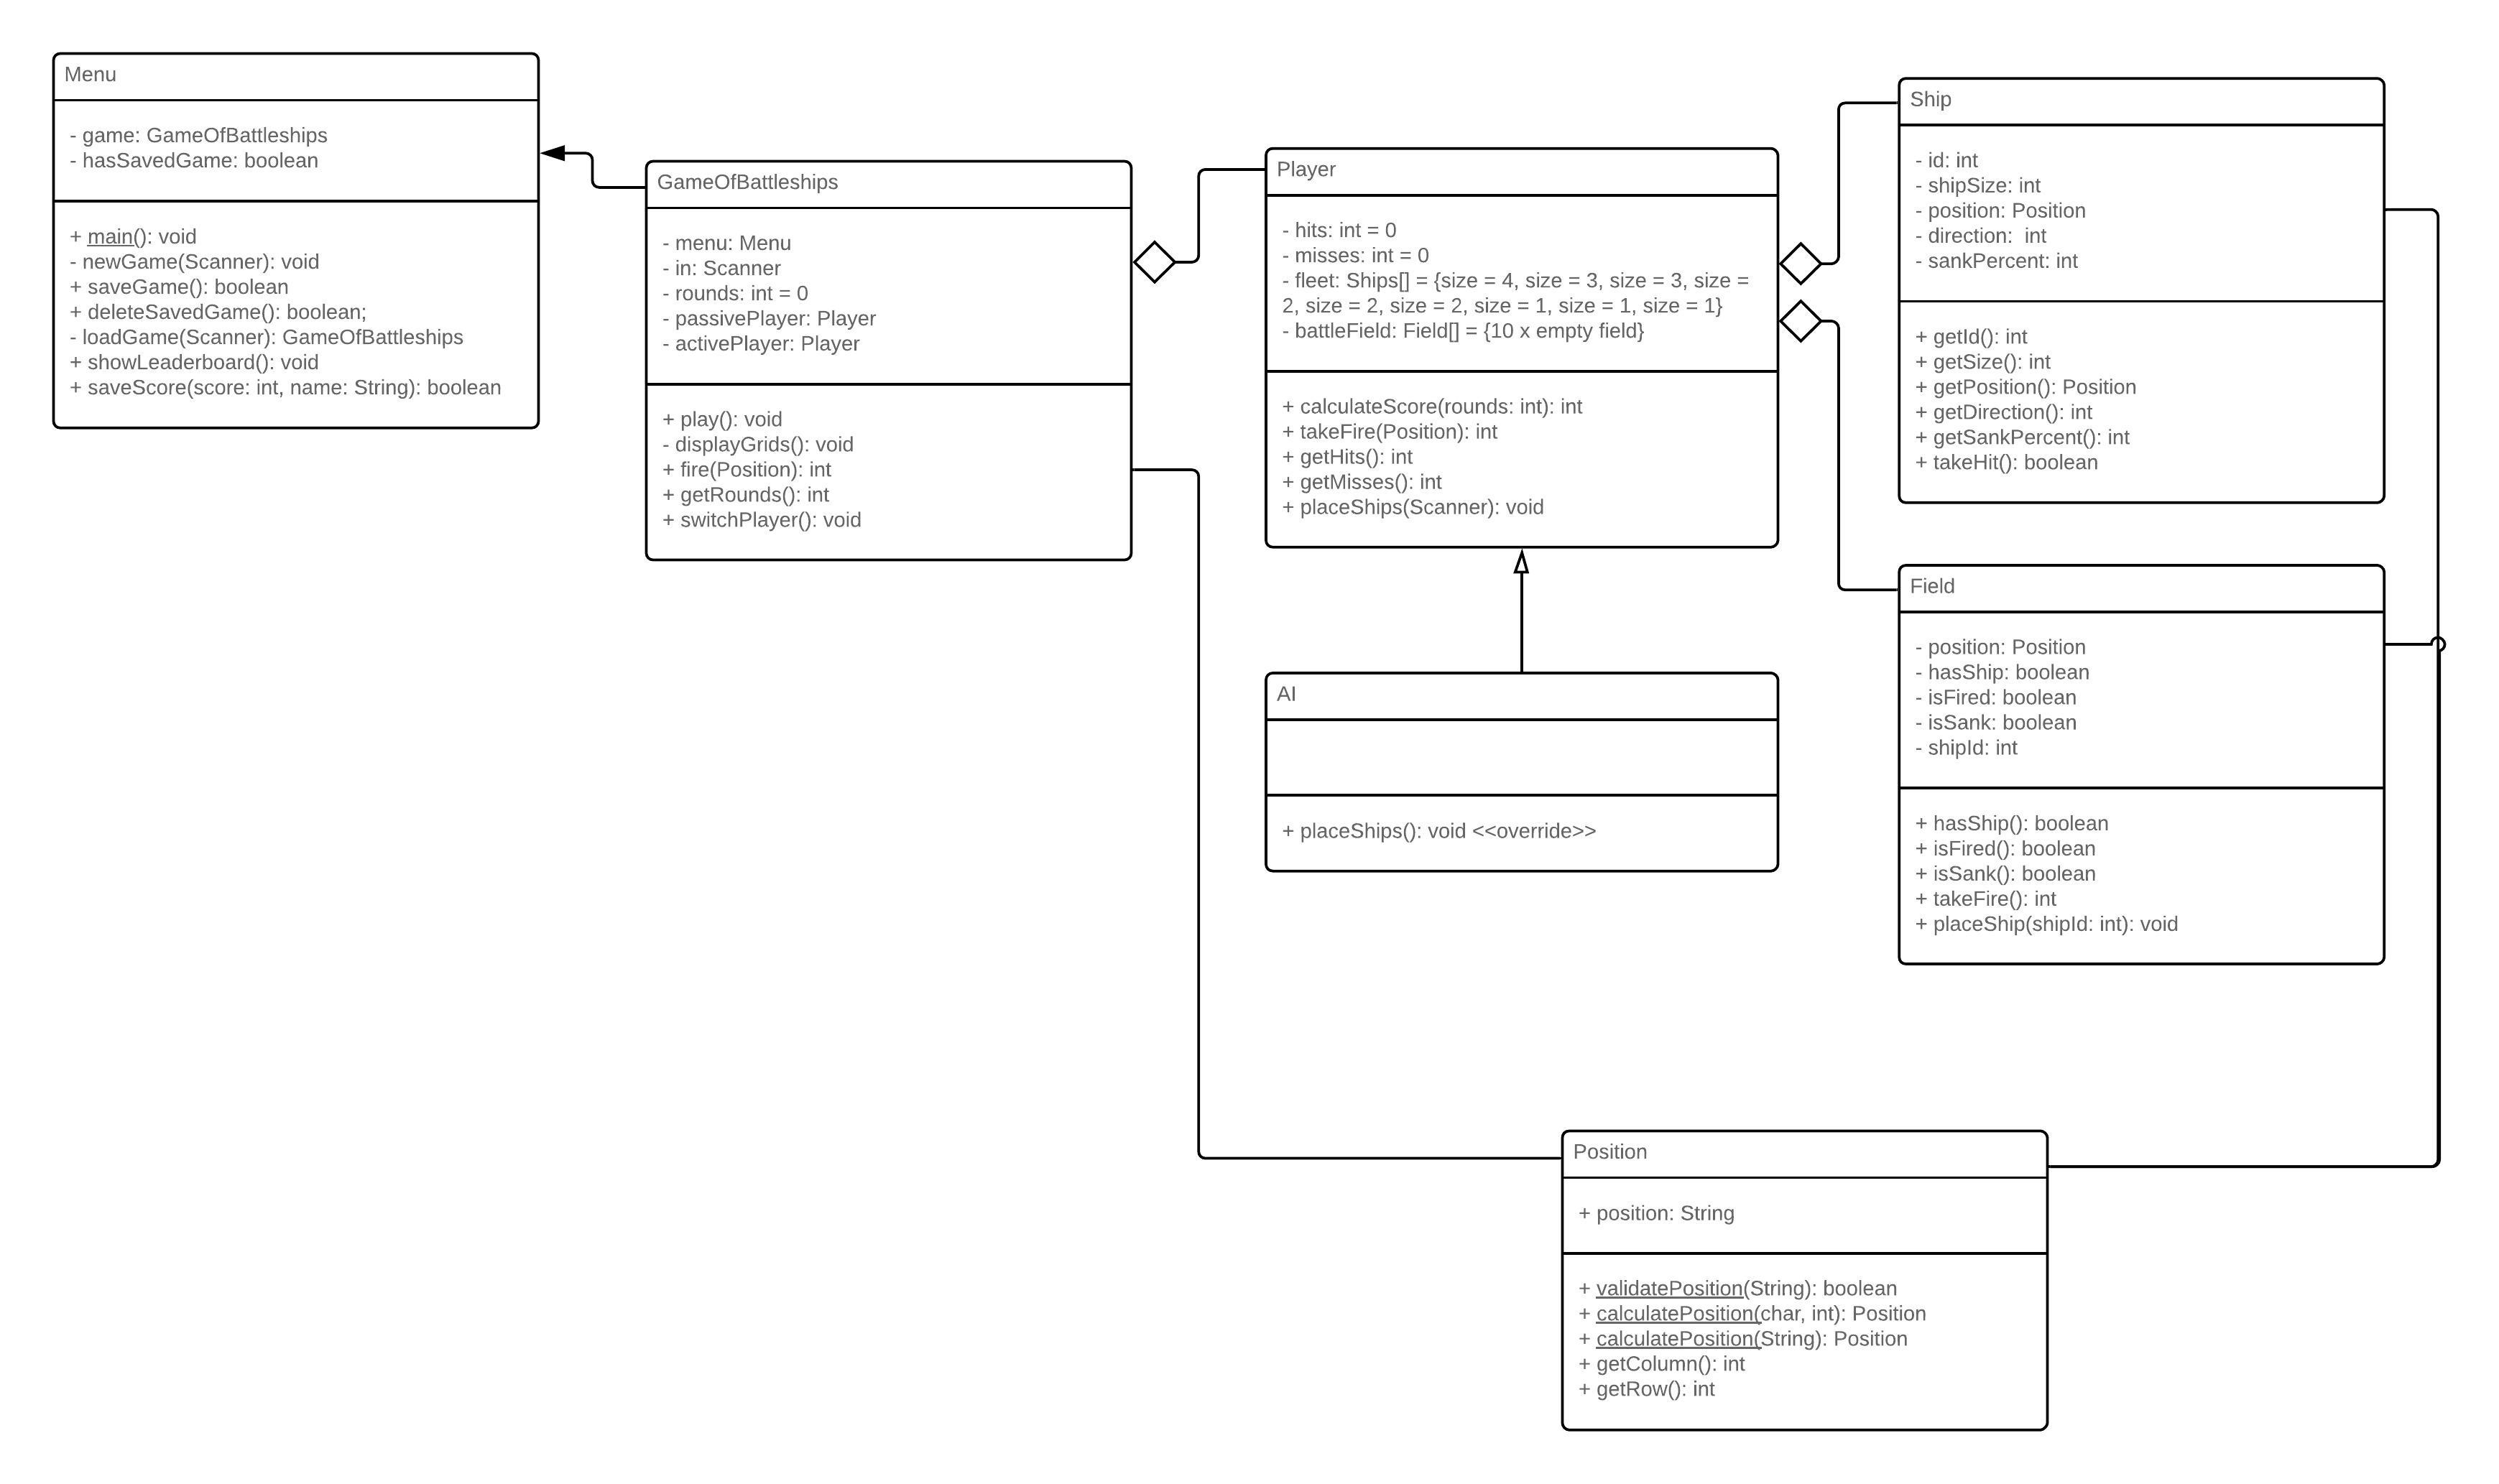 Menu
- game: GameOfBattleships
- hasSavedGame: boolean
+ main(): void
- newGame(Scanner): void
+ saveGame(): boolean
+ deleteSavedGame(): boolean;
- loadGame(Scanner): GameOfBattleships
+ showLeaderboard(): void
+ saveScore(score: int, name: String): boolean
GameOfBattleships
- menu: Menu
- in: Scanner
- rounds: int = 0
- passivePlayer: Player
- activePlayer: Player
+ play(): void
- displayGrids(): void
+ fire(Position): int
+ getRounds(): int
+ switchPlayer(): void
Player
- hits: int = 0
- misses: int = 0
- fleet: Ships[] = {size = 4, size = 3, size = 3, size =
2, size = 2, size = 2, size = 1, size = 1, size = 1}
- battleField: Field[] = {10 x empty field}
+ calculateScore(rounds: int): int
+ takeFire(Position): int
+ getHits(): int
+ getMisses(): int
+ placeShips(Scanner): void
AI
+ placeShips(): void <<override>>
Ship
- id: int
- shipSize: int
- position: Position
- direction:  int
- sankPercent: int
+ getId(): int
+ getSize(): int
+ getPosition(): Position
+ getDirection(): int
+ getSankPercent(): int
+ takeHit(): boolean
Field
- position: Position
- hasShip: boolean
- isFired: boolean
- isSank: boolean
- shipId: int
+ hasShip(): boolean
+ isFired(): boolean
+ isSank(): boolean
+ takeFire(): int
+ placeShip(shipId: int): void
Position
+ position: String
+ validatePosition(String): boolean
+ calculatePosition(char, int): Position
+ calculatePosition(String): Position
+ getColumn(): int
+ getRow(): int